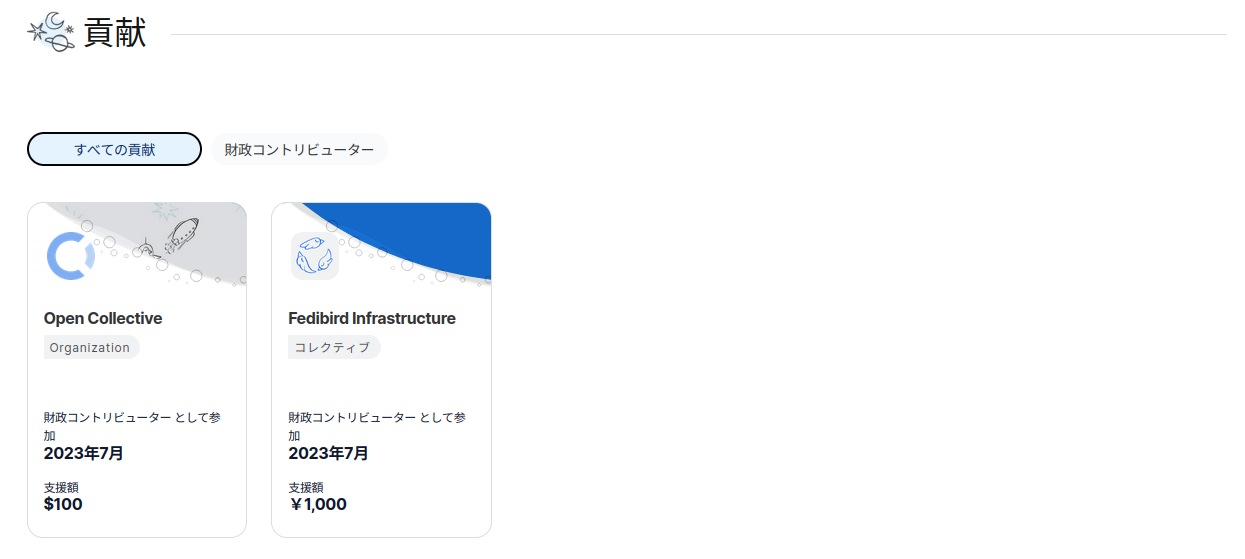 貢献
すべての貢献
財政コントリビューター
Open Collective
Organization
財政コントリビューター として参
加
2023年7月
支援額
$100
Fedibird Infrastructure
コレクティブ
財政コントリビューター として参
加
2023年7月
支援額
￥1,000